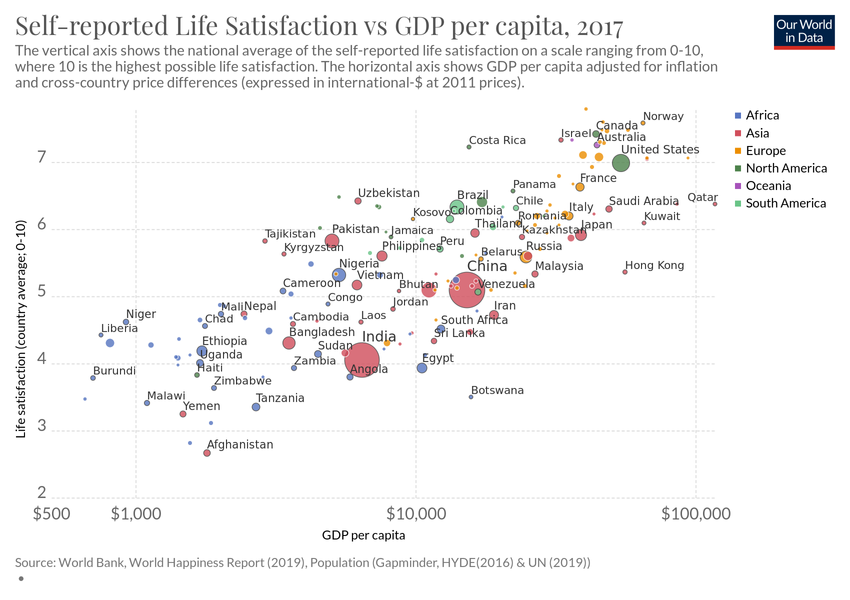 Self-reported Life Satisfaction vs GDP per capita, 2017
Our World
in Data
The vertical axis shows the national average of the self-reported life satisfaction on a scale ranging from 0-10,
where 10 is the highest possible life satisfaction. The horizontal axis shows GDP per capita adjusted for inflation
and cross-country price differences (expressed in international-$ at 2011 prices).
Africa
Asia
Europe
North America
Oceania
South America
Life satisfaction (country average; 0-10)
7
6
5
4
3
2
Norway
Canada
Israel
Australia
Costa Rica
United States
France
Panama
Uzbekistan
Brazil
Chile
Saudi Arabia
Qatar
Kosovo
Colombia
Romania
Italy
Kuwait
Thailand
Kazakhstan
Japan
Tajikistan
Pakistan
Jamaica
Kyrgyzstan
Philippines
Peru
Belarus
Russia
Nigeria
China
Malaysia
Hong Kong
Cameroon
Vietnam
Bhutan
Venezuela
Congo
Jordan
Iran
Mali
Nepal
Niger
Chad
Cambodia
Laos
South Africa
Liberia
Bangladesh
India
Sri Lanka
Ethiopia
Sudan
Uganda
Zambia
Angola
Egypt
Haiti
Burundi
Zimbabwe
Botswana
Malawi
Yemen
Tanzania
Afghanistan
$500
$1,000
$10,000
$100,000
GDP per capita
Source: World Bank, World Happiness Report (2019), Population (Gapminder, HYDE(2016) & UN (2019))